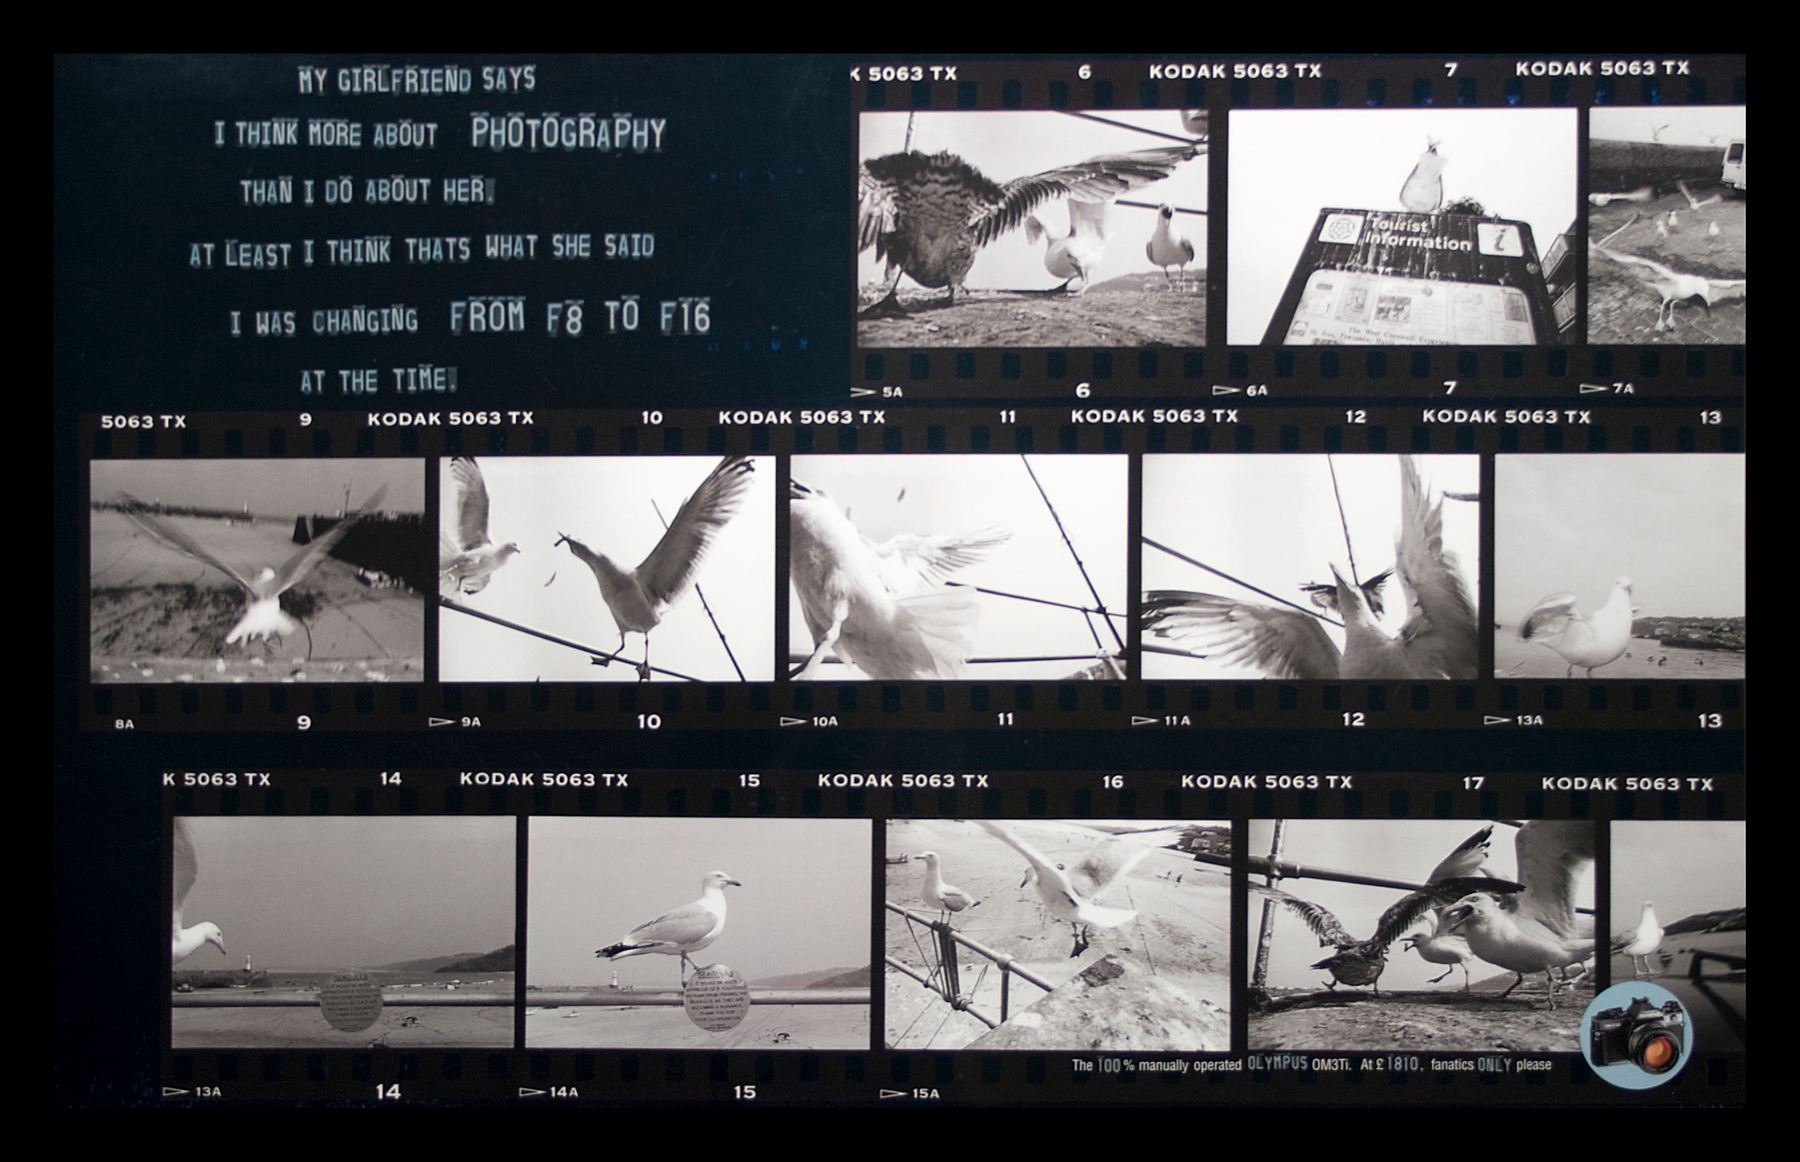 MY GIRLFRIEND SAYS
I THINK MORE ABOUT PHOTOGRAPHY
THAN I DO ABOUT HER.
AT LEAST I THINK THATS WHAT SHE SAID
I WAS CHANGING FROM F8 TO F16
AT THE TIME.
K 5063 TX 6 KODAK 5063 TX 7 KODAK 5063 TX
Tourist
Information
i
5A 6 6A 7 7A
5063 TX 9 KODAK 5063 TX 10 KODAK 5063 TX 11 KODAK 5063 TX 12 KODAK 5063 TX 13
8A 9 9A 10 10A 11 11A 12 13A 13
K 5063 TX 14 KODAK 5063 TX 15 KODAK 5063 TX 16 KODAK 5063 TX 17 KODAK 5063 TX
SEAGULLS
The 100% manually operated OLYMPUS OM3Ti. At £1810, fanatics ONLY please
13A 14 14A 15 15A